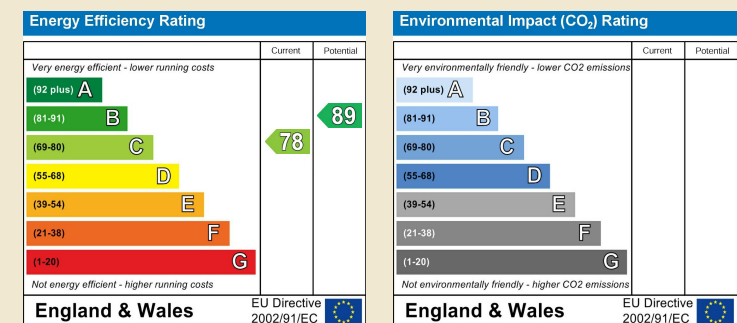 Energy Efficiency Rating
Current Potential
Very energy efficient - lower running costs
(92 plus) A
(81-91) B
89
(69-80) C
78
(55-68) D
(39-54) E
(21-38) F
(1-20) G
Not energy efficient - higher running costs
England & Wales
EU Directive
2002/91/EC
Environmental Impact (CO₂) Rating
Current Potential
Very environmentally friendly - lower CO2 emissions
(92 plus) A
(81-91) B
(69-80) C
(55-68) D
(39-54) E
(21-38) F
(1-20) G
Not environmentally friendly - higher CO2 emissions
England & Wales
EU Directive
2002/91/EC